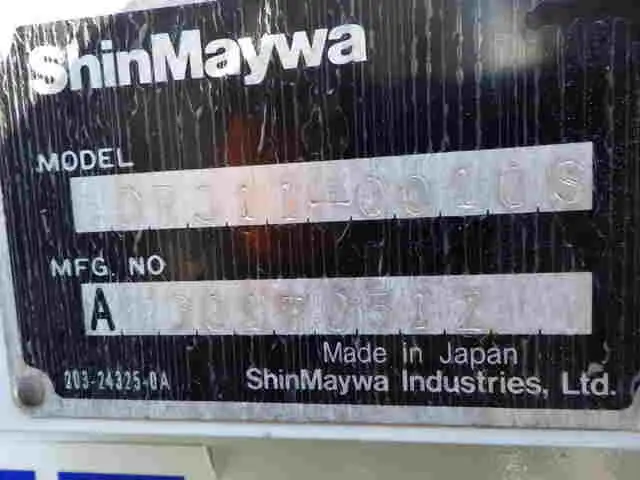 ShinMaywa
MODEL
MFG. NO
A
Made in Japan
203-24325-0A
ShinMaywa Industries, Ltd.